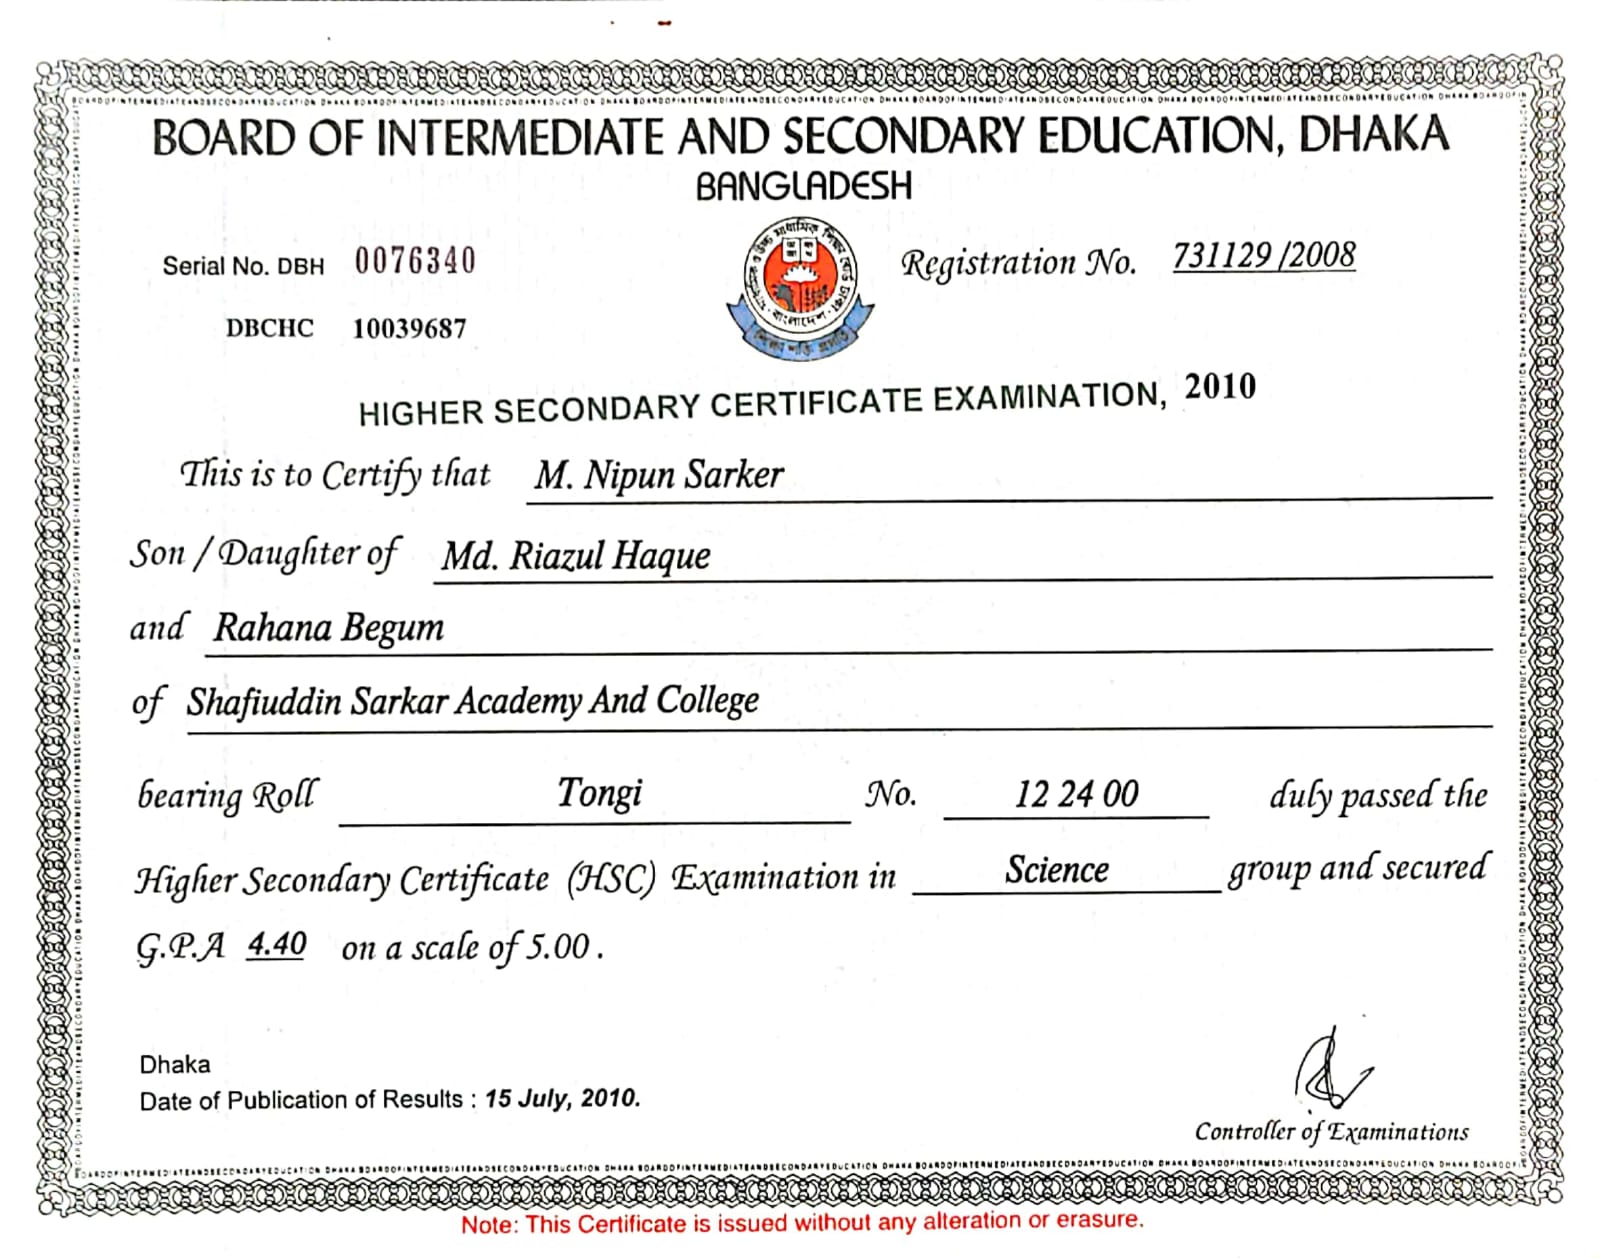 BOARD OF INTERMEDIATE AND SECONDARY EDUCATION, DHAKA
BANGLADESH
Serial No. DBH 0076340
Registration No. 731129 /2008
DBCHC 10039687
HIGHER SECONDARY CERTIFICATE EXAMINATION, 2010
This is to Certify that M. Nipun Sarker
Son / Daughter of Md. Riazul Haque
and Rahana Begum
of Shafiuddin Sarkar Academy And College
bearing Roll Tongi No. 12 24 00 duly passed the
Higher Secondary Certificate (HSC) Examination in Science group and secured
G.P.A 4.40 on a scale of 5.00 .
Dhaka
Date of Publication of Results : 15 July, 2010.
Controller of Examinations
Note: This Certificate is issued without any alteration or erasure.